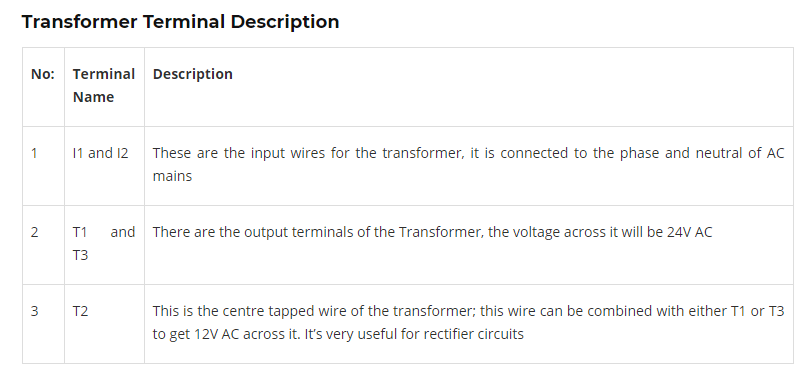 Transformer Terminal Description
No: Terminal Description
Name
1 I1 and I2 These are the input wires for the transformer, it is connected to the phase and neutral of AC
mains
2 T1 and There are the output terminals of the Transformer, the voltage across it will be 24V AC
T3
3 T2 This is the centre tapped wire of the transformer; this wire can be combined with either T1 or T3
to get 12V AC across it. It’s very useful for rectifier circuits